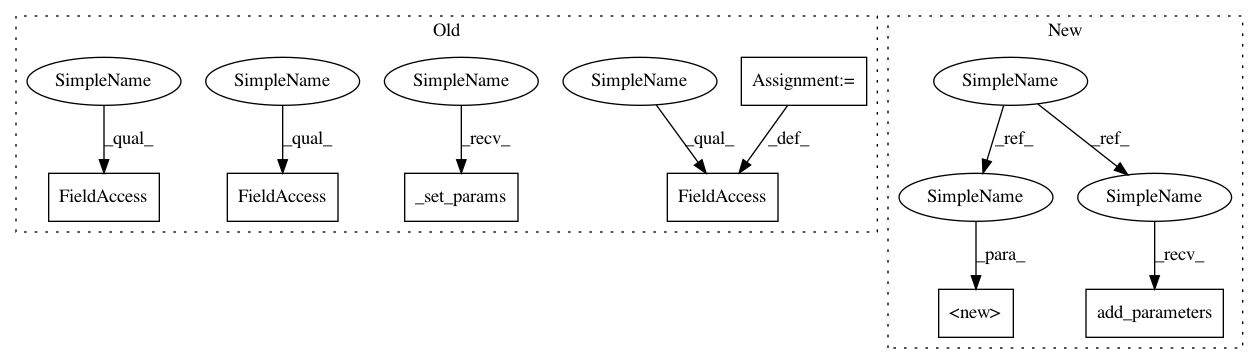 Old
New
SimpleName
SimpleName
SimpleName
SimpleName
Assignment:=
SimpleName
_qual_
_qual_
_recv_
_qual_
_def_
_ref_
_ref_
FieldAccess
FieldAccess
_set_params
FieldAccess
SimpleName
SimpleName
_para_
_recv_
<new>
add_parameters